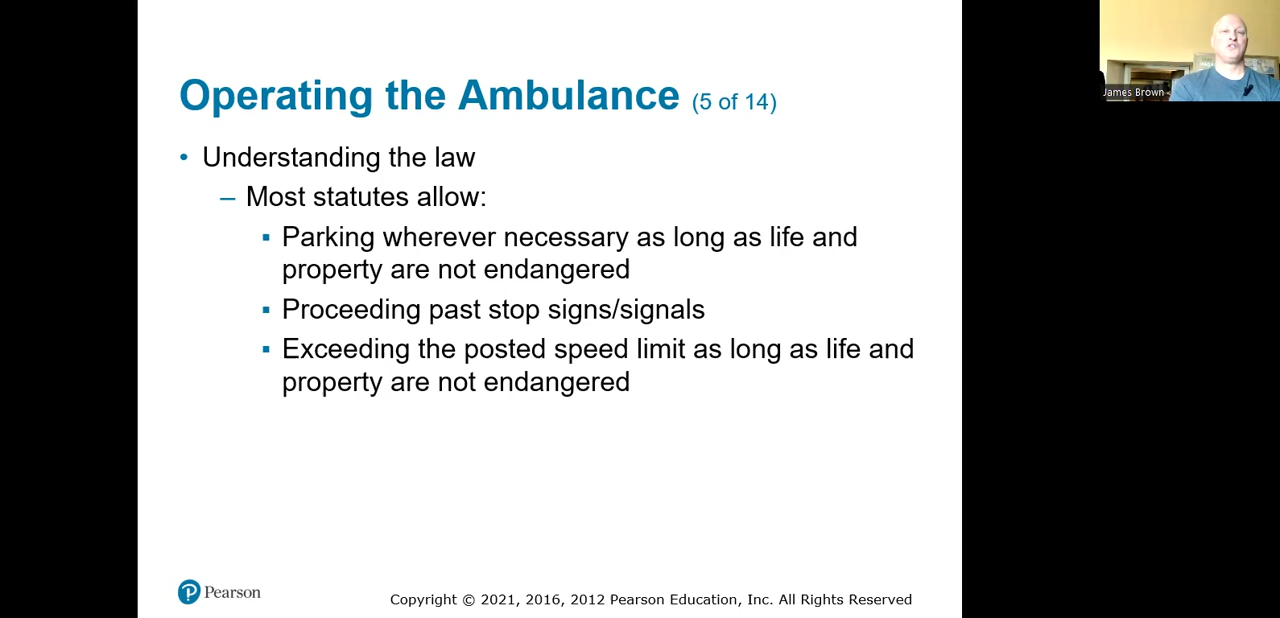 Operating the Ambulance (5 of 14)
• Understanding the law
– Most statutes allow:
▪ Parking wherever necessary as long as life and
property are not endangered
▪ Proceeding past stop signs/signals
▪ Exceeding the posted speed limit as long as life and
property are not endangered
Pearson
Copyright © 2021, 2016, 2012 Pearson Education, Inc. All Rights Reserved
James Brown